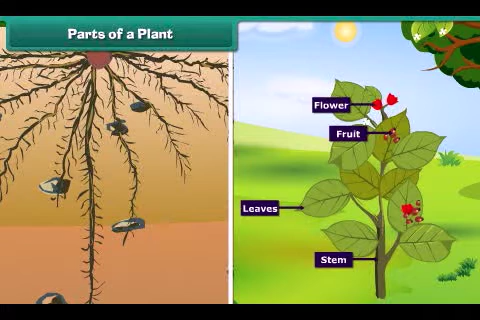 Parts of a Plant
Flower
Fruit
Leaves
Stem